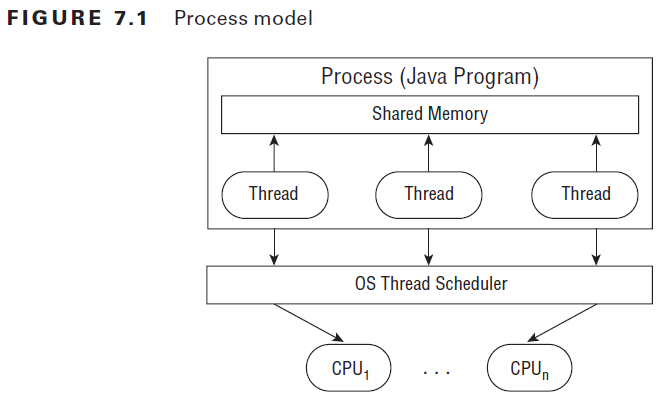 FIGURE 7.1 Process model
Process (Java Program)
Shared Memory
Thread Thread Thread
OS Thread Scheduler
CPU1 . . . CPUn